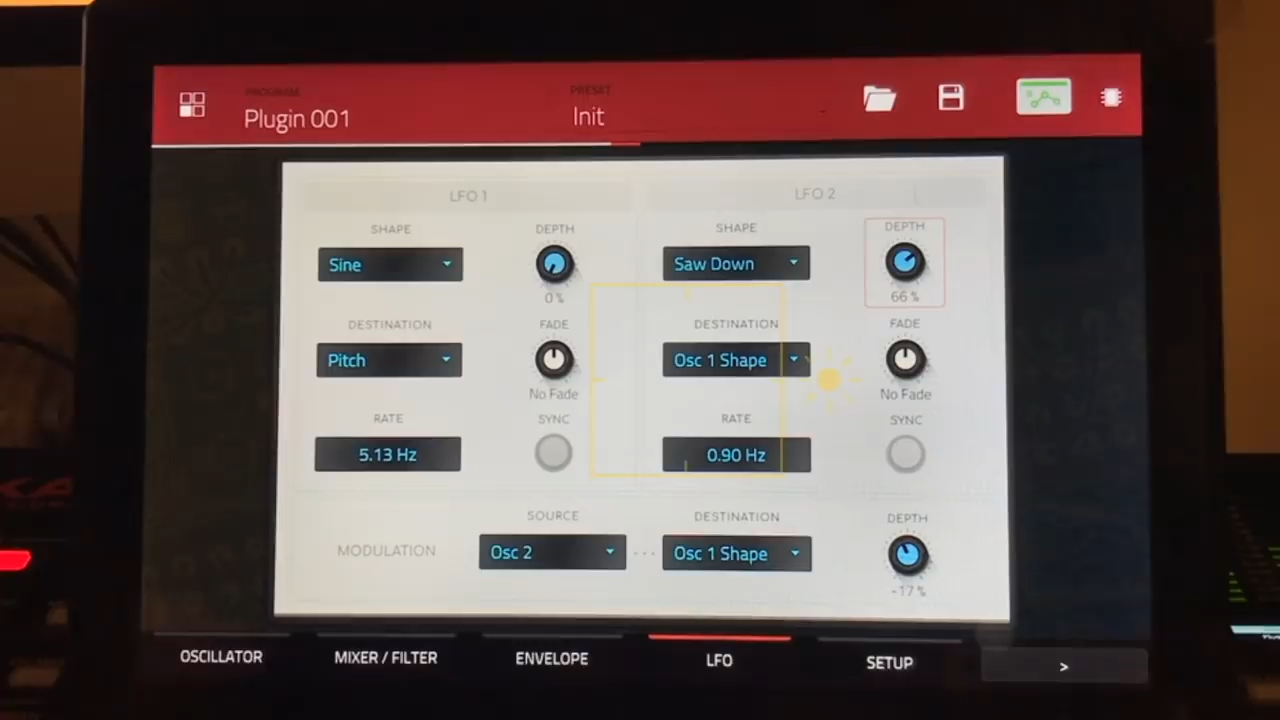 PROGRAM PRESET
Plugin 001 Init
LFO 1 LFO 2
SHAPE DEPTH SHAPE DEPTH
Sine Saw Down
0 % 66 %
DESTINATION FADE DESTINATION FADE
Pitch Osc 1 Shape
No Fade No Fade
RATE SYNC RATE SYNC
5.13 Hz 0.90 Hz
SOURCE DESTINATION DEPTH
MODULATION Osc 2 ... Osc 1 Shape
-17 %
OSCILLATOR MIXER / FILTER ENVELOPE LFO SETUP >